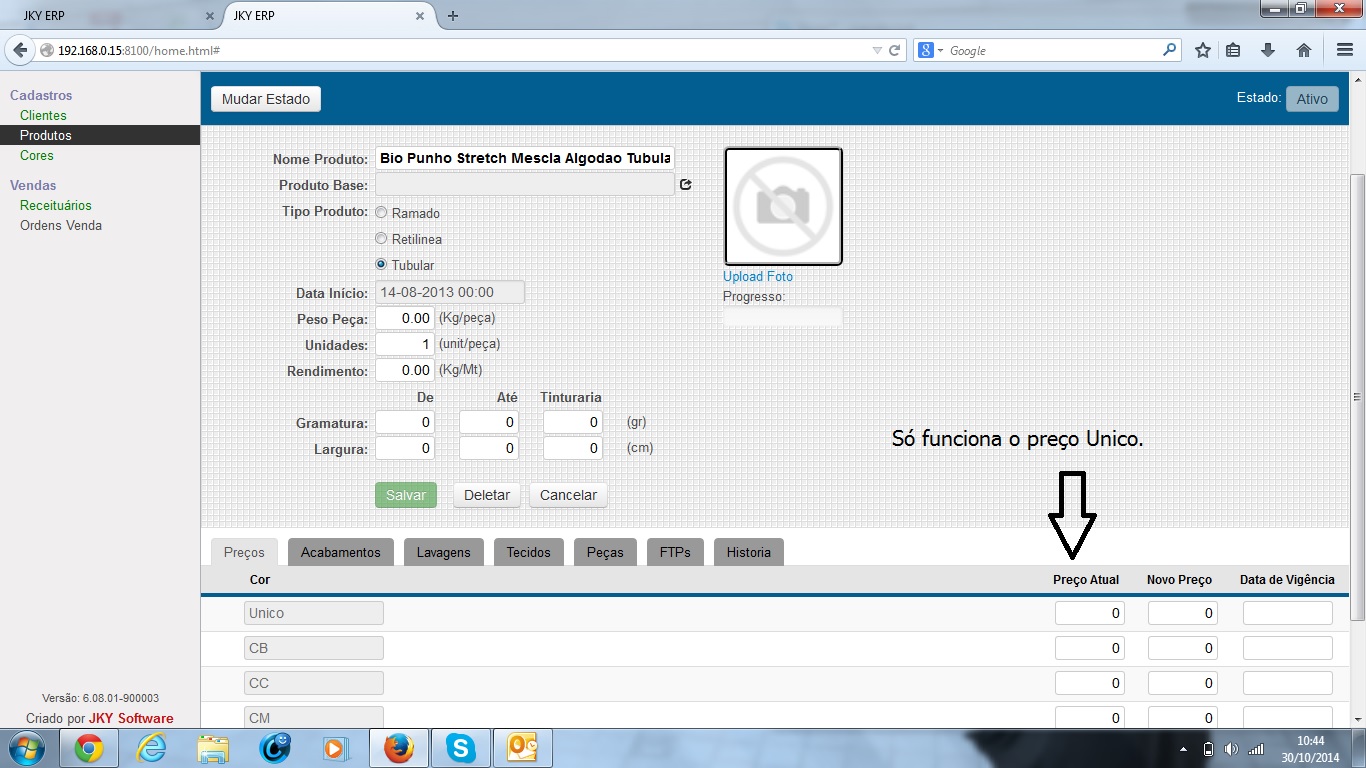 JKY ERP
JKY ERP
192.168.0.15:8100/home.html#
Google
Cadastros
Clientes
Produtos
Cores
Vendas
Receituários
Ordens Venda
Versão: 6.08.01-900003
Criado por JKY Software
Mudar Estado
Estado: Ativo
Nome Produto: Bio Punho Stretch Mescla Algodao Tubula
Produto Base:
Tipo Produto: Ramado
Retilinea
Tubular
Data Início: 14-08-2013 00:00
Peso Peça: 0.00 (Kg/peça)
Unidades: 1 (unit/peça)
Rendimento: 0.00 (Kg/Mt)
De Até Tinturaria
Gramatura: 0 0 0 (gr)
Largura: 0 0 0 (cm)
Salvar Deletar Cancelar
Upload Foto
Progresso:
Só funciona o preço Unico.
Preços Acabamentos Lavagens Tecidos Peças FTPs Historia
Cor Preço Atual Novo Preço Data de Vigência
Unico 0 0
CB 0 0
CC 0 0
CM 0 0
10:44
30/10/2014